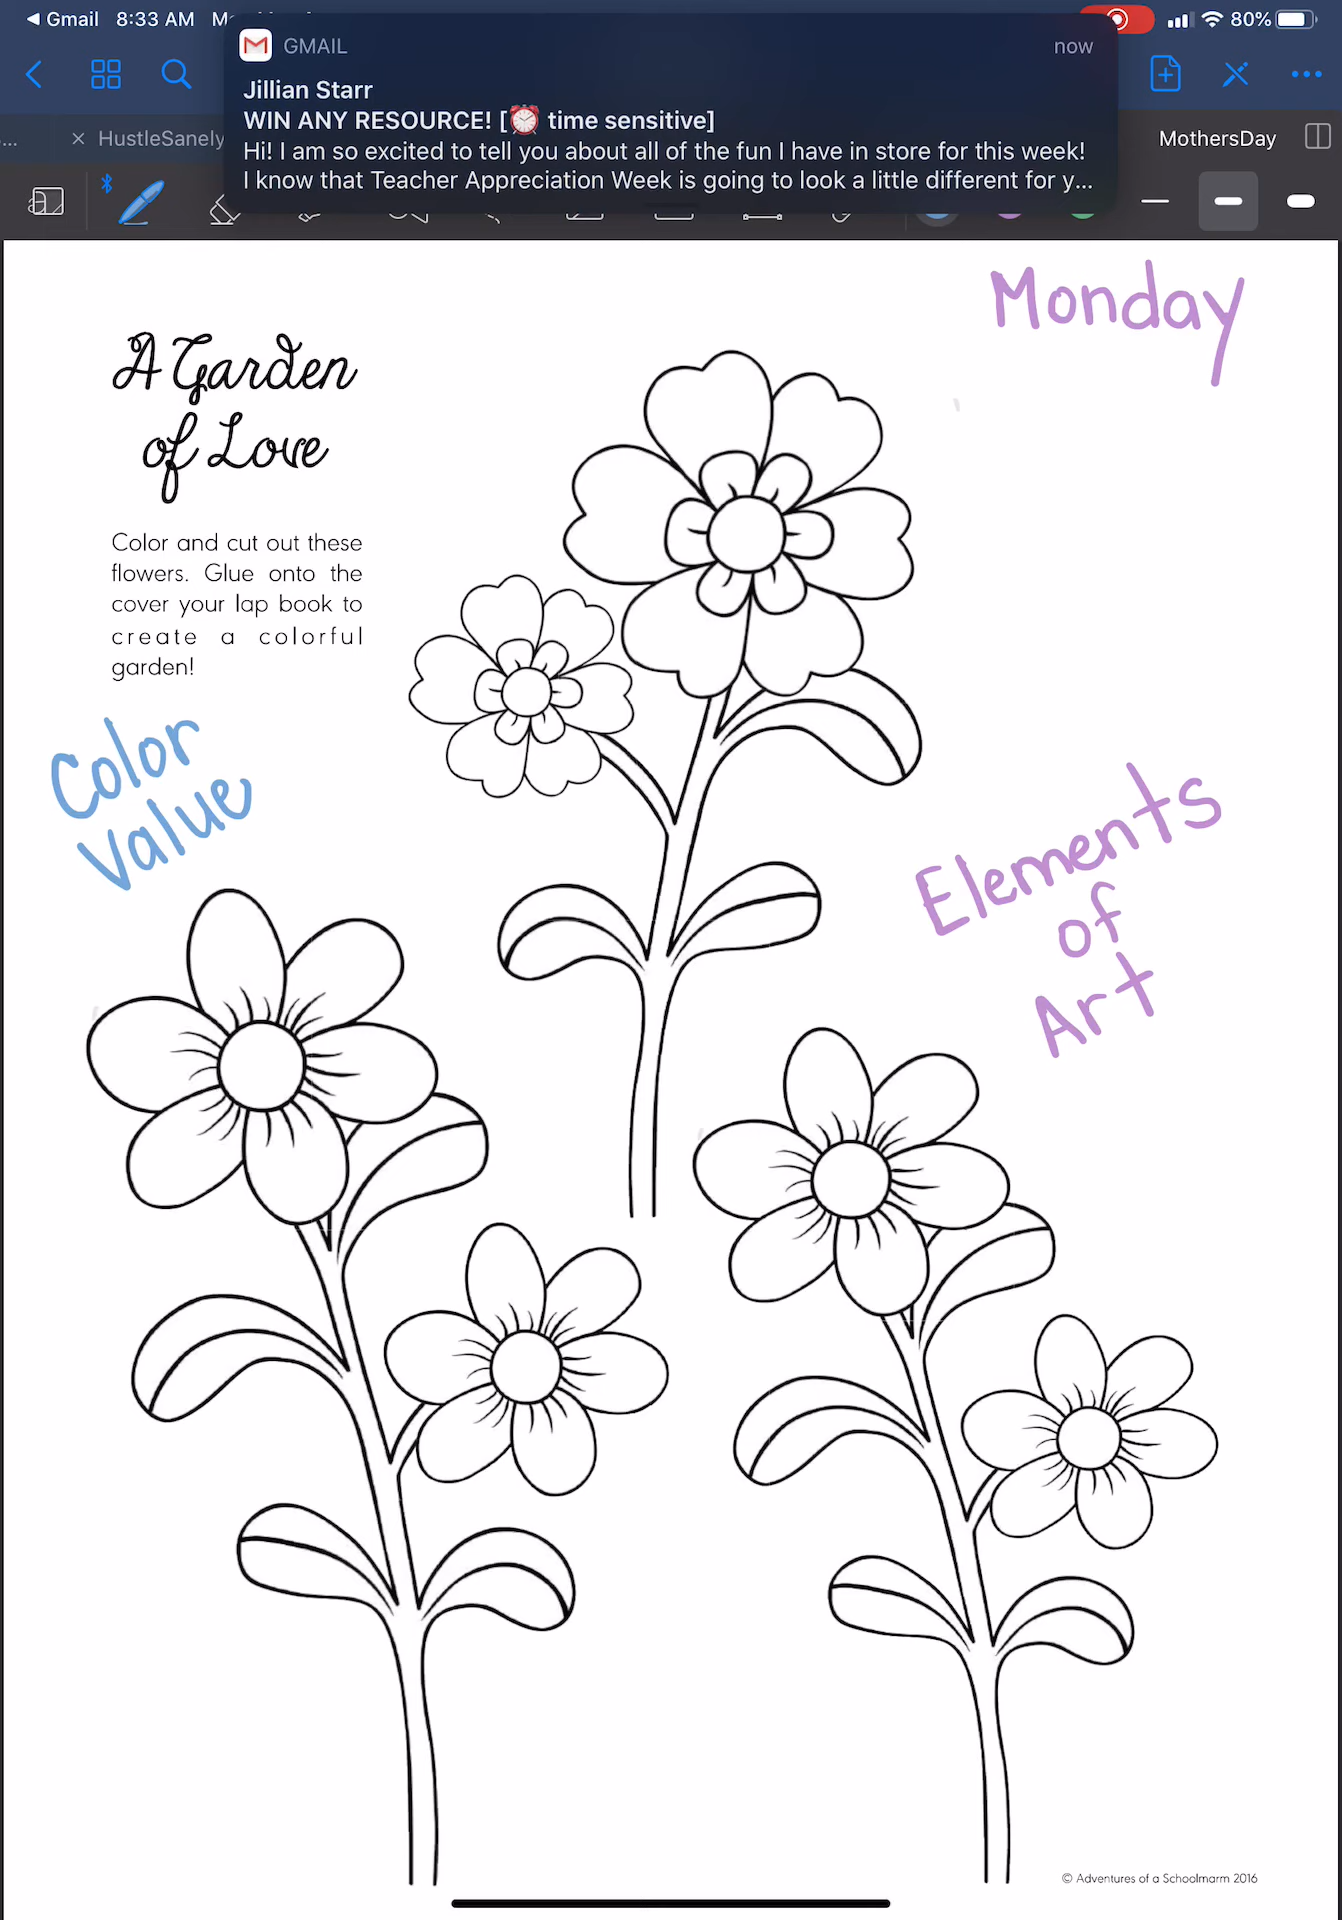 Gmail 8:33 AM
80%
GMAIL
now
Jillian Starr
WIN ANY RESOURCE! [⏰ time sensitive]
Hi! I am so excited to tell you about all of the fun I have in store for this week!
I know that Teacher Appreciation Week is going to look a little different for y...
HustleSanely
MothersDay
Monday
A Garden
of Love
Color and cut out these
flowers. Glue onto the
cover your lap book to
create a colorful
garden!
Color
Value
Elements
of
Art
© Adventures of a Schoolmarm 2016